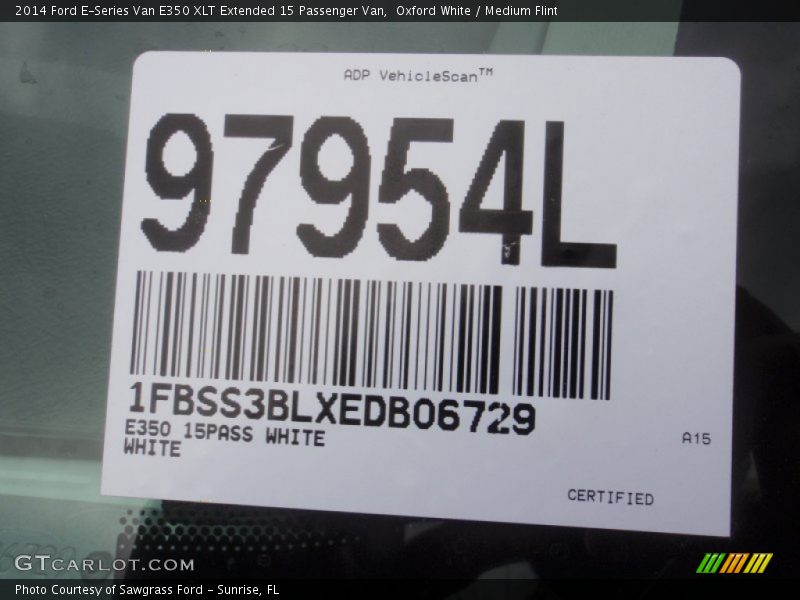 2014 Ford E-Series Van E350 XLT Extended 15 Passenger Van,  Oxford White / Medium Flint
ADP VehicleScan™
97954L
1FBSS3BLXEDB06729
E350 15PASS WHITE
WHITE
A15
CERTIFIED
GTCARLOT.COM
Photo Courtesy of Sawgrass Ford - Sunrise, FL